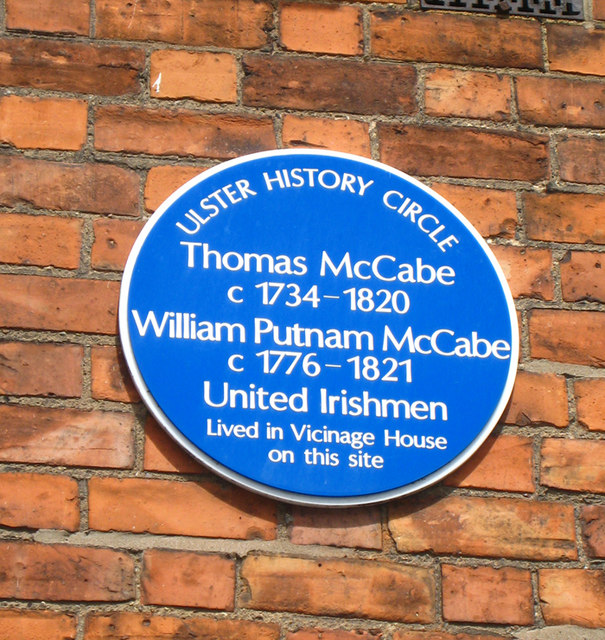 ULSTER HISTORY CIRCLE
Thomas McCabe
c 1734–1820
William Putnam McCabe
c 1776–1821
United Irishmen
Lived in Vicinage House
on this site